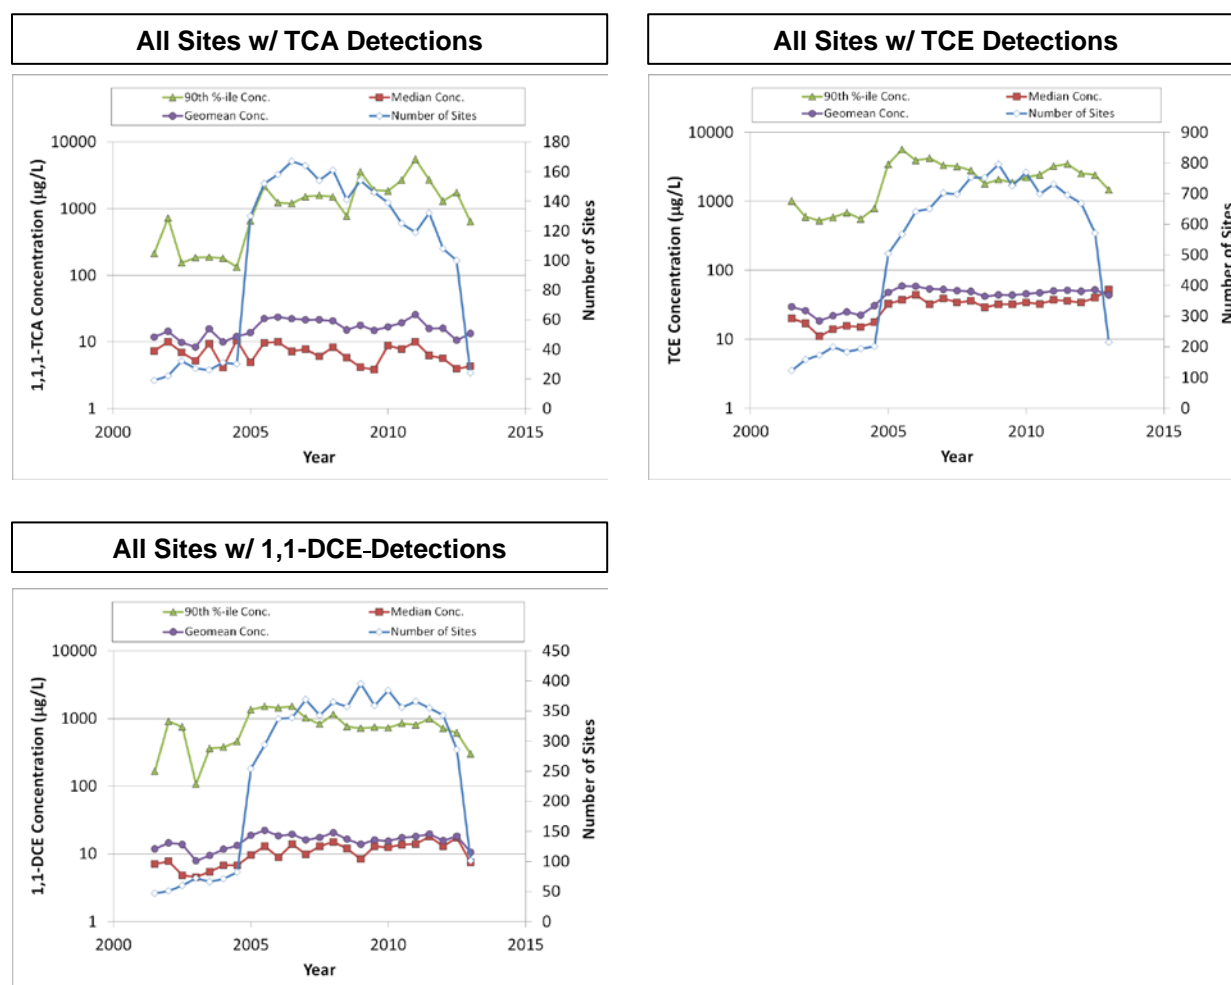 All Sites w/ TCA Detections
90th %-ile Conc. Median Conc.
Geomean Conc. Number of Sites
1,1,1-TCA Concentration (µg/L)
10000
1000
100
10
1
180
160
140
120
100
80
60
40
20
0
Number of Sites
2000 2005 2010 2015
Year
All Sites w/ TCE Detections
90th %-ile Conc. Median Conc.
Geomean Conc. Number of Sites
TCE Concentration (µg/L)
10000
1000
100
10
1
900
800
700
600
500
400
300
200
100
0
Number of Sites
2000 2005 2010 2015
Year
All Sites w/ 1,1-DCE-Detections
90th %-ile Conc. Median Conc.
Geomean Conc. Number of Sites
1,1-DCE Concentration (µg/L)
10000
1000
100
10
1
450
400
350
300
250
200
150
100
50
0
Number of Sites
2000 2005 2010 2015
Year